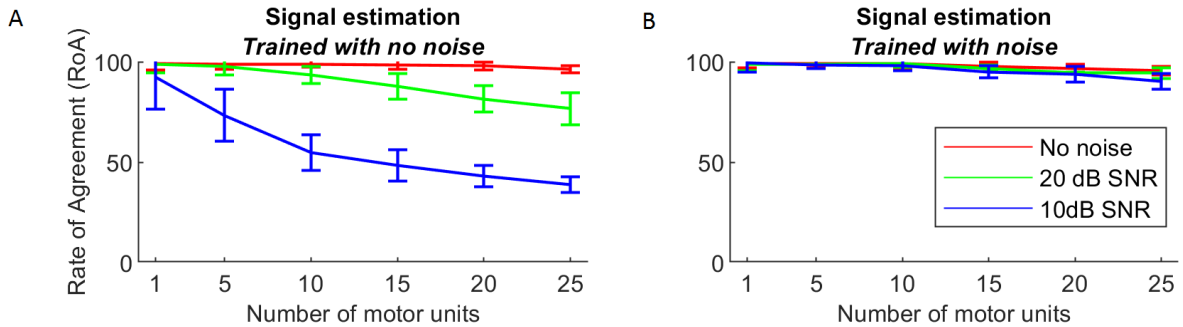 A
Signal estimation
Trained with no noise
Rate of Agreement (RoA)
100
50
0
1 5 10 15 20 25
Number of motor units
B
Signal estimation
Trained with noise
100
50
0
No noise
20 dB SNR
10dB SNR
1 5 10 15 20 25
Number of motor units